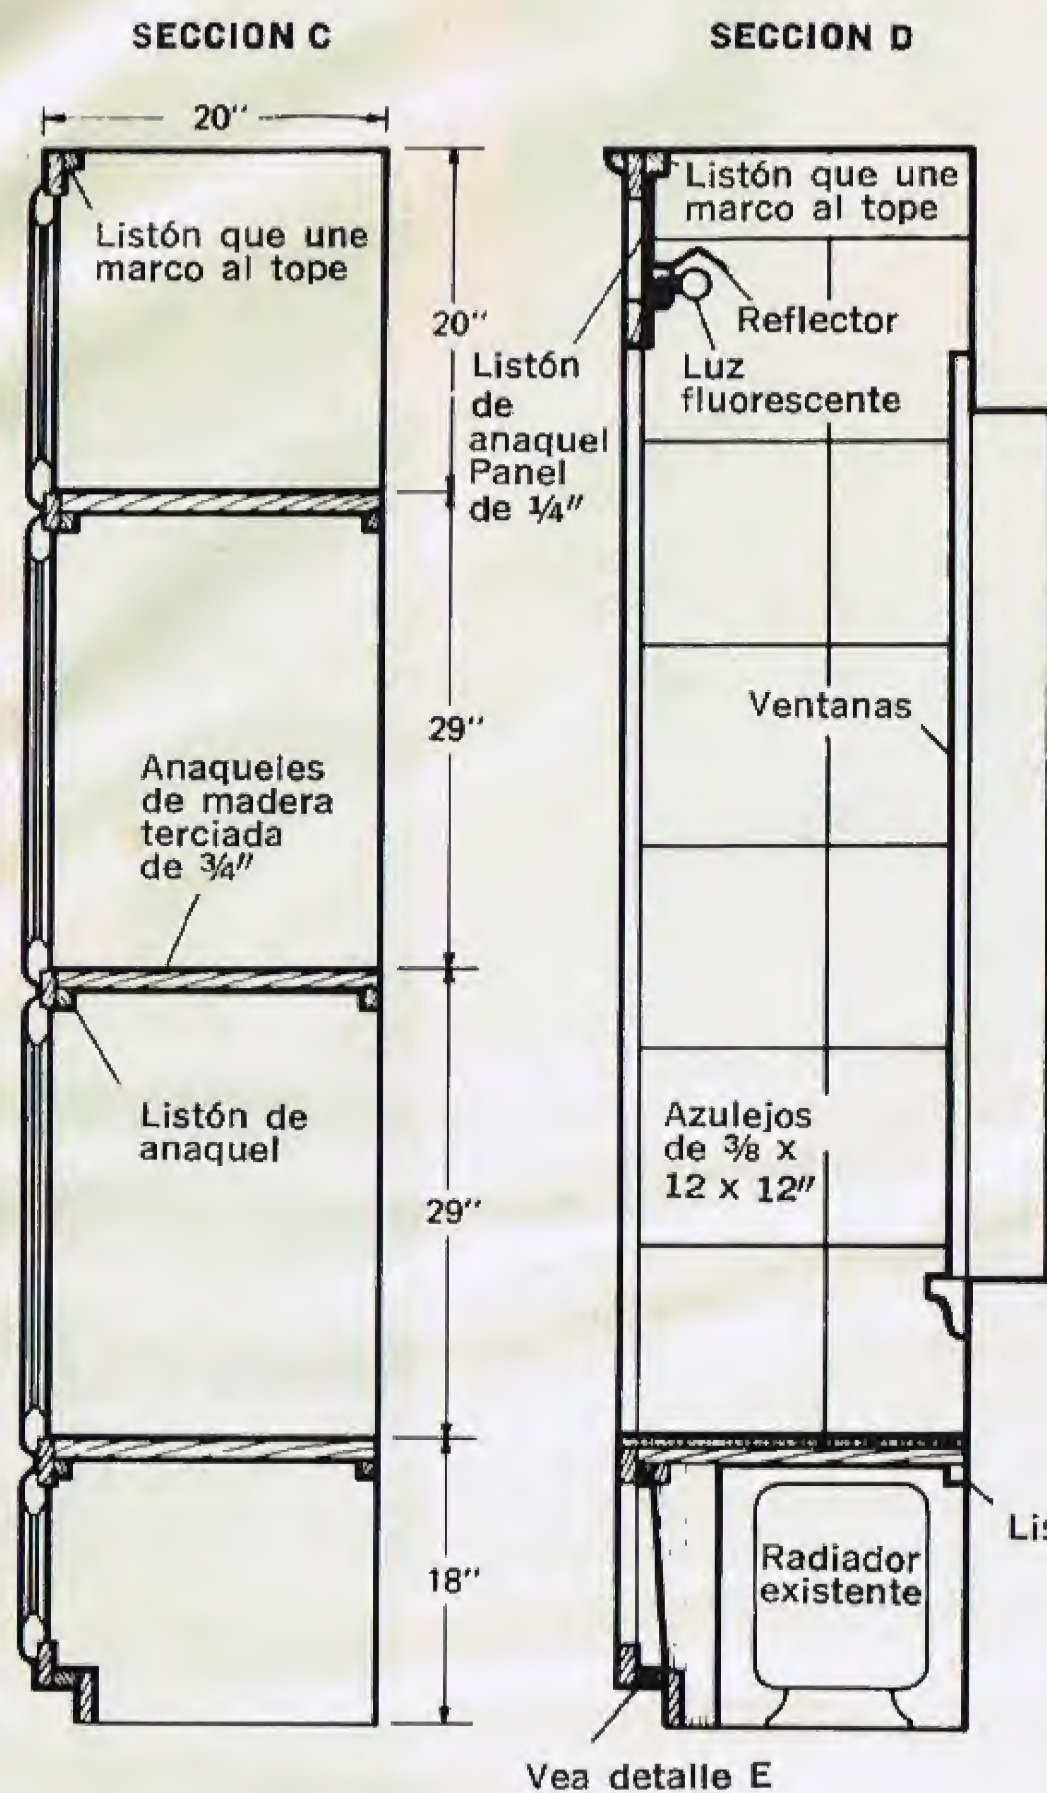 SECCION C
20"
Listón que une
marco al tope
20"
29"
Anaqueles
de madera
terciada
de ¾"
Listón de
anaquel
29"
18"
SECCION D
Listón que une
marco al tope
Reflector
Listón
de
anaquel
Panel
de ¼"
Luz
fluorescente
Ventanas
Azulejos
de ⅜ x
12 x 12"
Radiador
existente
Vea detalle E